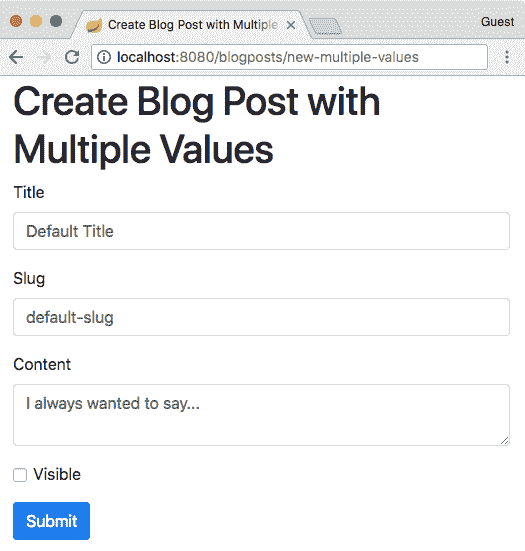 Create Blog Post with Multiple
Guest
localhost:8080/blogposts/new-multiple-values
Create Blog Post with
Multiple Values
Title
Default Title
Slug
default-slug
Content
I always wanted to say...
Visible
Submit